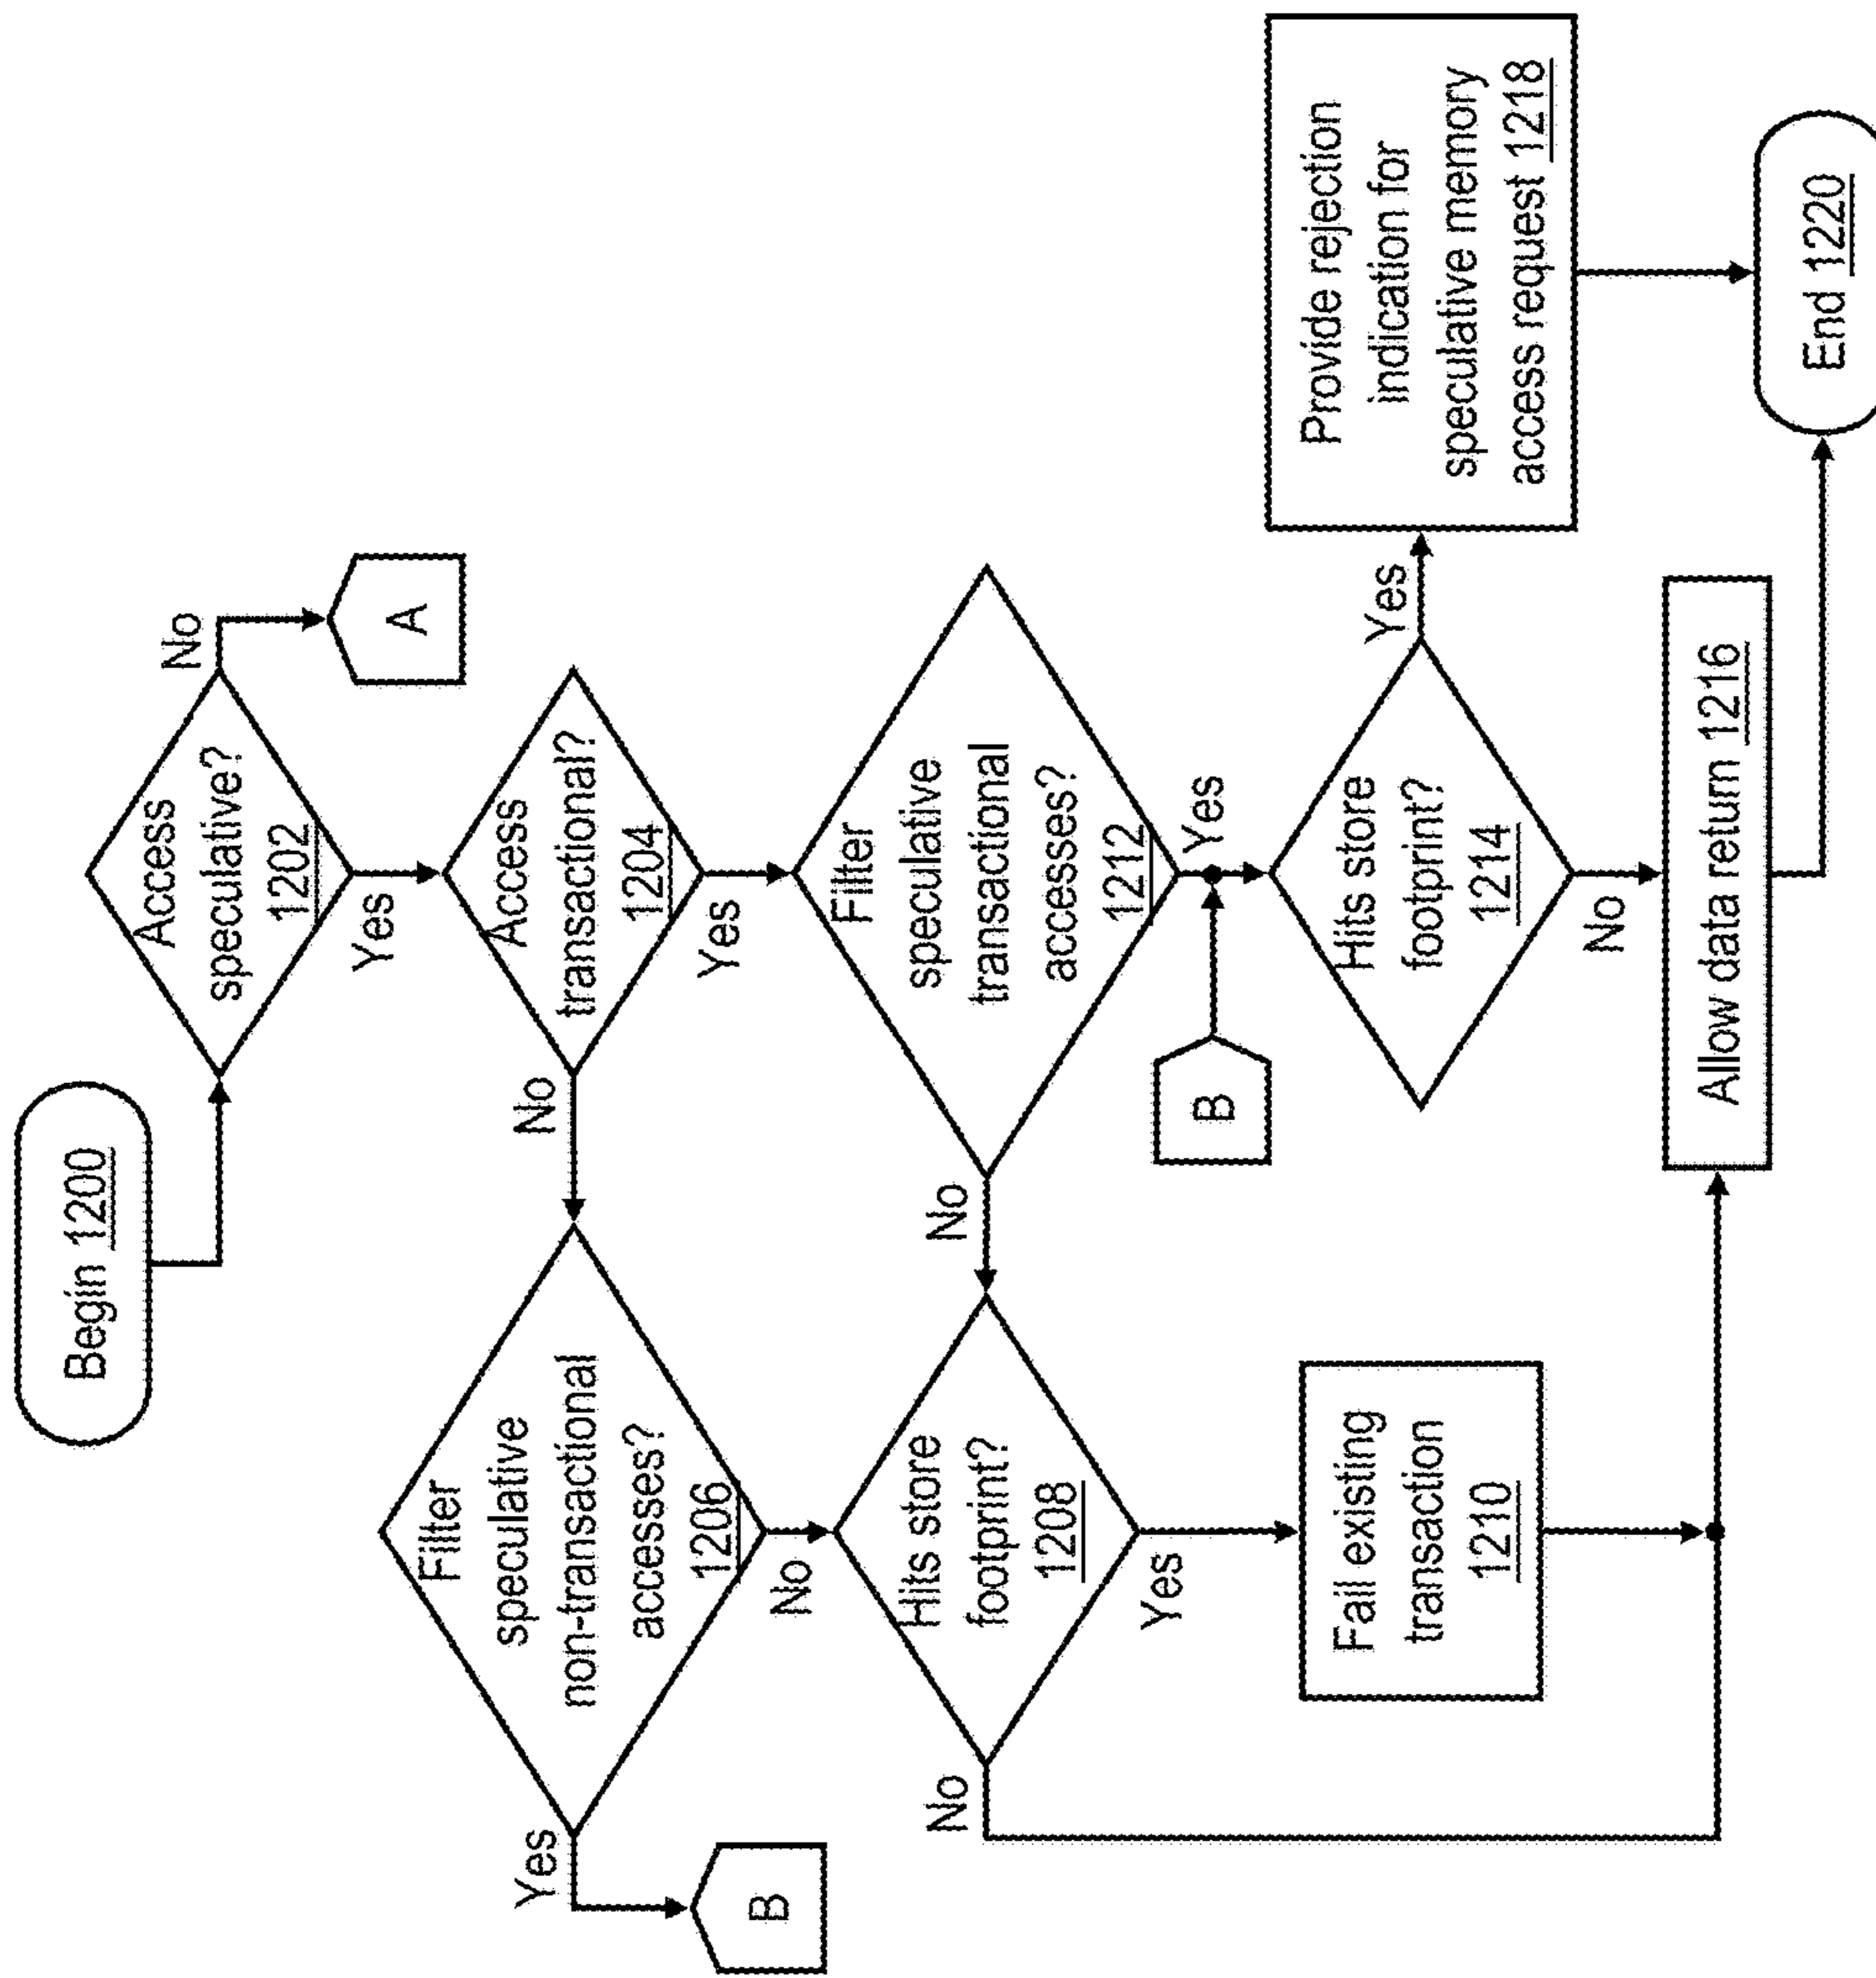 Begin 1200
Access
speculative?
1202
No
A
Yes
Access
transactional?
1204
No
Yes
Filter
speculative
non-transactional
accesses?
1206
Yes
B
No
Filter
speculative
transactional
accesses?
1212
No
Yes
B
Hits store
footprint?
1208
No
Yes
Hits store
footprint?
1214
Yes
No
Fail existing
transaction
1210
Provide rejection
indication for
speculative memory
access request 1218
Allow data return 1216
End 1220